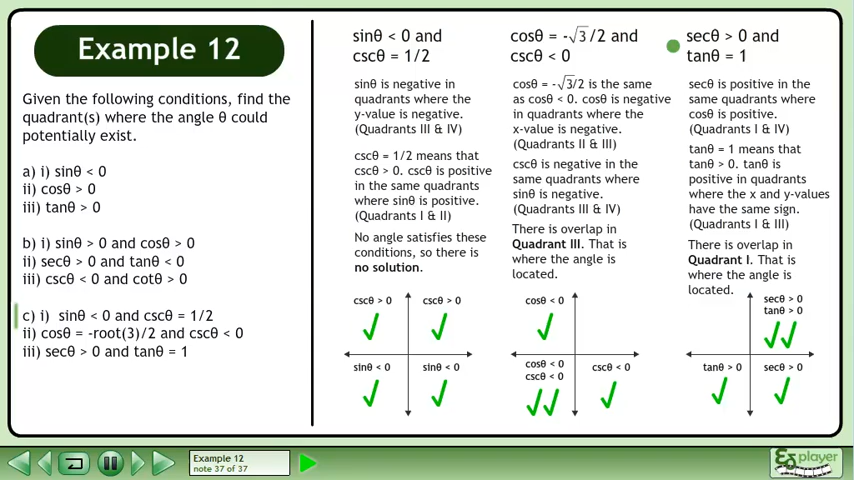 Example 12
Given the following conditions, find the
quadrant(s) where the angle θ could
potentially exist.
a) i) sinθ < 0
ii) cosθ > 0
iii) tanθ > 0
b) i) sinθ > 0 and cosθ > 0
ii) secθ > 0 and tanθ < 0
iii) cscθ < 0 and cotθ > 0
c) i) sinθ < 0 and cscθ = 1/2
ii) cosθ = -root(3)/2 and cscθ < 0
iii) secθ > 0 and tanθ = 1
sinθ < 0 and
cscθ = 1/2
sinθ is negative in
quadrants where the
y-value is negative.
(Quadrants III & IV)
cscθ = 1/2 means that
cscθ > 0. cscθ is positive
in the same quadrants
where sinθ is positive.
(Quadrants I & II)
No angle satisfies these
conditions, so there is
no solution.
cscθ > 0
cscθ > 0
sinθ < 0
sinθ < 0
cosθ = -√3/2 and
cscθ < 0
cosθ = -√3/2 is the same
as cosθ < 0. cosθ is negative
in quadrants where the
x-value is negative.
(Quadrants II & III)
cscθ is negative in the
same quadrants where
sinθ is negative.
(Quadrants III & IV)
There is overlap in
Quadrant III. That is
where the angle is
located.
cosθ < 0
cosθ < 0
cscθ < 0
cscθ < 0
secθ > 0 and
tanθ = 1
secθ is positive in the
same quadrants where
cosθ is positive.
(Quadrants I & IV)
tanθ = 1 means that
tanθ > 0. tanθ is
positive in quadrants
where the x and y-values
have the same sign.
(Quadrants I & III)
There is overlap in
Quadrant I. That is
where the angle is
located.
secθ > 0
tanθ > 0
tanθ > 0
secθ > 0
Example 12
note 37 of 37
player